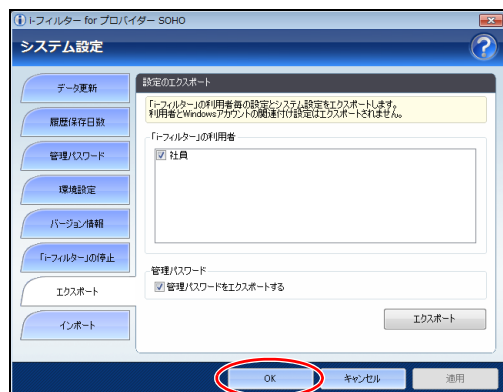 i-フィルター for プロバイダー SOHO
システム設定
?
データ更新
履歴保存日数
管理パスワード
環境設定
バージョン情報
「i-フィルター」の停止
エクスポート
インポート
設定のエクスポート
「i-フィルター」の利用者毎の設定とシステム設定をエクスポートします。
利用者とWindowsアカウントの関連付け設定はエクスポートされません。
「i-フィルター」の利用者
社員
管理パスワード
管理パスワードをエクスポートする
エクスポート
OK
キャンセル
適用